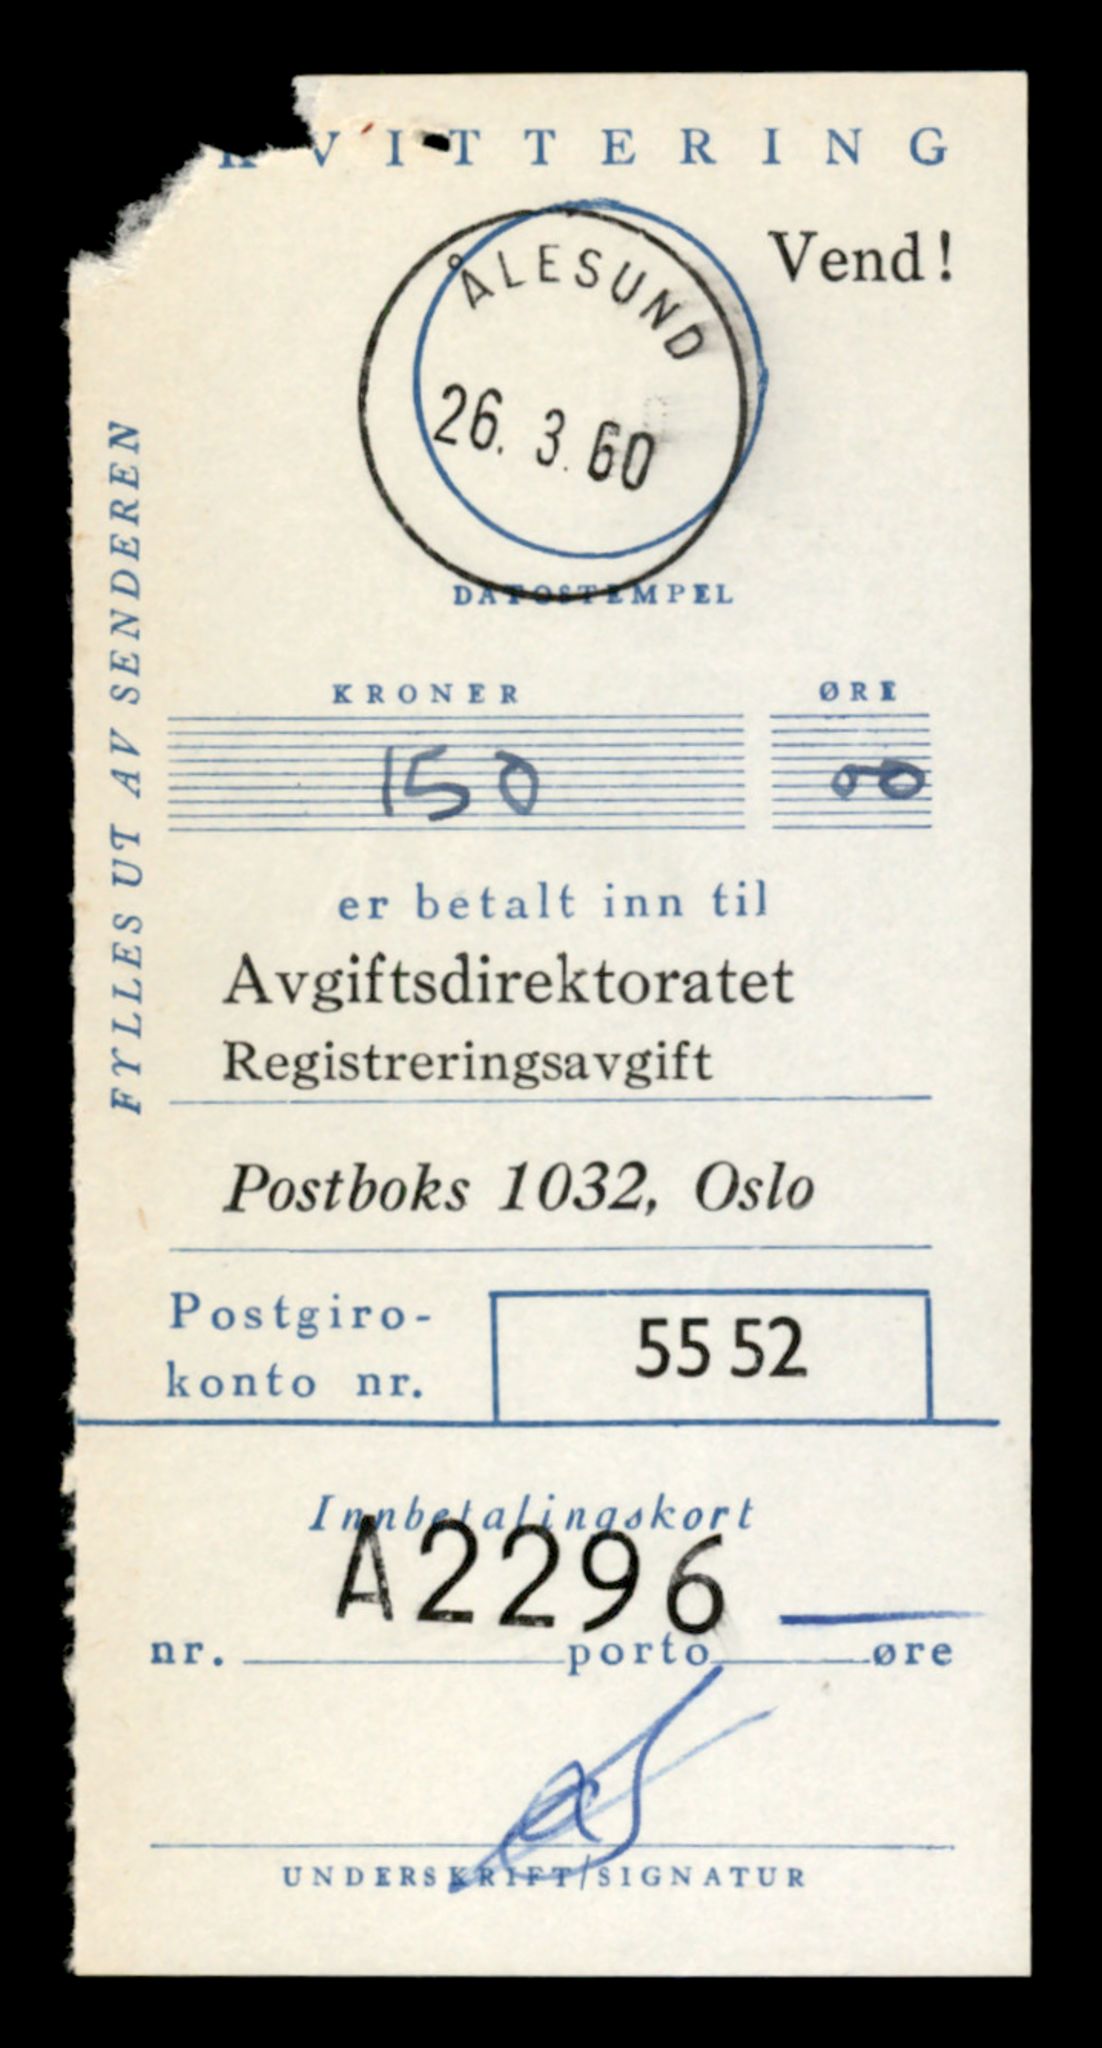 KVITTERING
Vend!
ÅLESUND
26. 3. 60
DATOSTEMPEL
FYLLES UT AV SENDEREN
KRONER ØRE
150 00
er betalt inn til
Avgiftsdirektoratet
Registreringsavgift
Postboks 1032, Oslo
Postgiro-
konto nr.
55 52
Innbetalingskort
A2296
nr. porto øre
UNDERSKRIFT/SIGNATUR